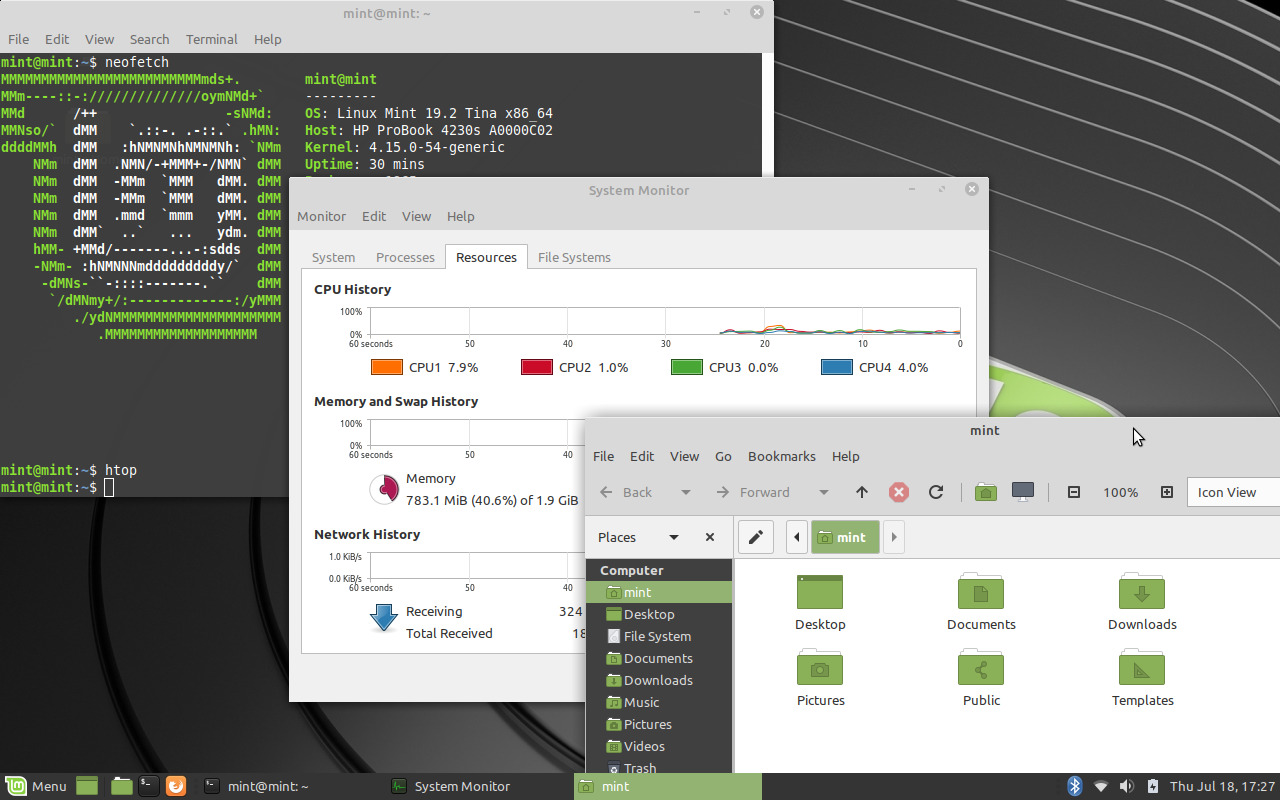 mint@mint: ~
File Edit View Search Terminal Help
mint@mint:~$ neofetch
MMMMMMMMMMMMMMMMMMMMMMMMMmds+.
MMm----::-://////////////oymNMd+`
MMd      /++                -sNMd:
MMNso/`  dMM    `.::-. .-::.` .hMN:
ddddMMh  dMM   :hNMNMNhNMNMNh: `NMm
    NMm  dMM  .NMN/-+MMM+-/NMN` dMM
    NMm  dMM  -MMm  `MMM   dMM. dMM
    NMm  dMM  -MMm  `MMM   dMM. dMM
    NMm  dMM  .mmd  `mmm   yMM. dMM
    NMm  dMM`  ..`   ...   ydm. dMM
    hMM- +MMd/-------...-:sdds  dMM
    -NMm- :hNMNNNmdddddddddy/`  dMM
     -dMNs-``-::::-------.``    dMM
      `/dMNmy+/:-------------:/yMMM
         ./ydNMMMMMMMMMMMMMMMMMMMMM
            .MMMMMMMMMMMMMMMMMMM
mint@mint
---------
OS: Linux Mint 19.2 Tina x86_64
Host: HP ProBook 4230s A0000C02
Kernel: 4.15.0-54-generic
Uptime: 30 mins
mint@mint:~$ htop
mint@mint:~$
System Monitor
Monitor Edit View Help
System Processes Resources File Systems
CPU History
100%
0%
60 seconds 50 40 30 20 10 0
CPU1 7.9% CPU2 1.0% CPU3 0.0% CPU4 4.0%
Memory and Swap History
100%
0%
60 seconds 50 40
Memory
783.1 MiB (40.6%) of 1.9 GiB
Network History
1.0 KiB/s
0.0 KiB/s
60 seconds 50 40
Receiving 324
Total Received 18
mint
File Edit View Go Bookmarks Help
Back Forward 100% Icon View
Places mint
Computer
mint
Desktop
File System
Documents
Downloads
Music
Pictures
Videos
Trash
Desktop Documents Downloads
Pictures Public Templates
Menu mint@mint: ~ System Monitor mint Thu Jul 18, 17:27